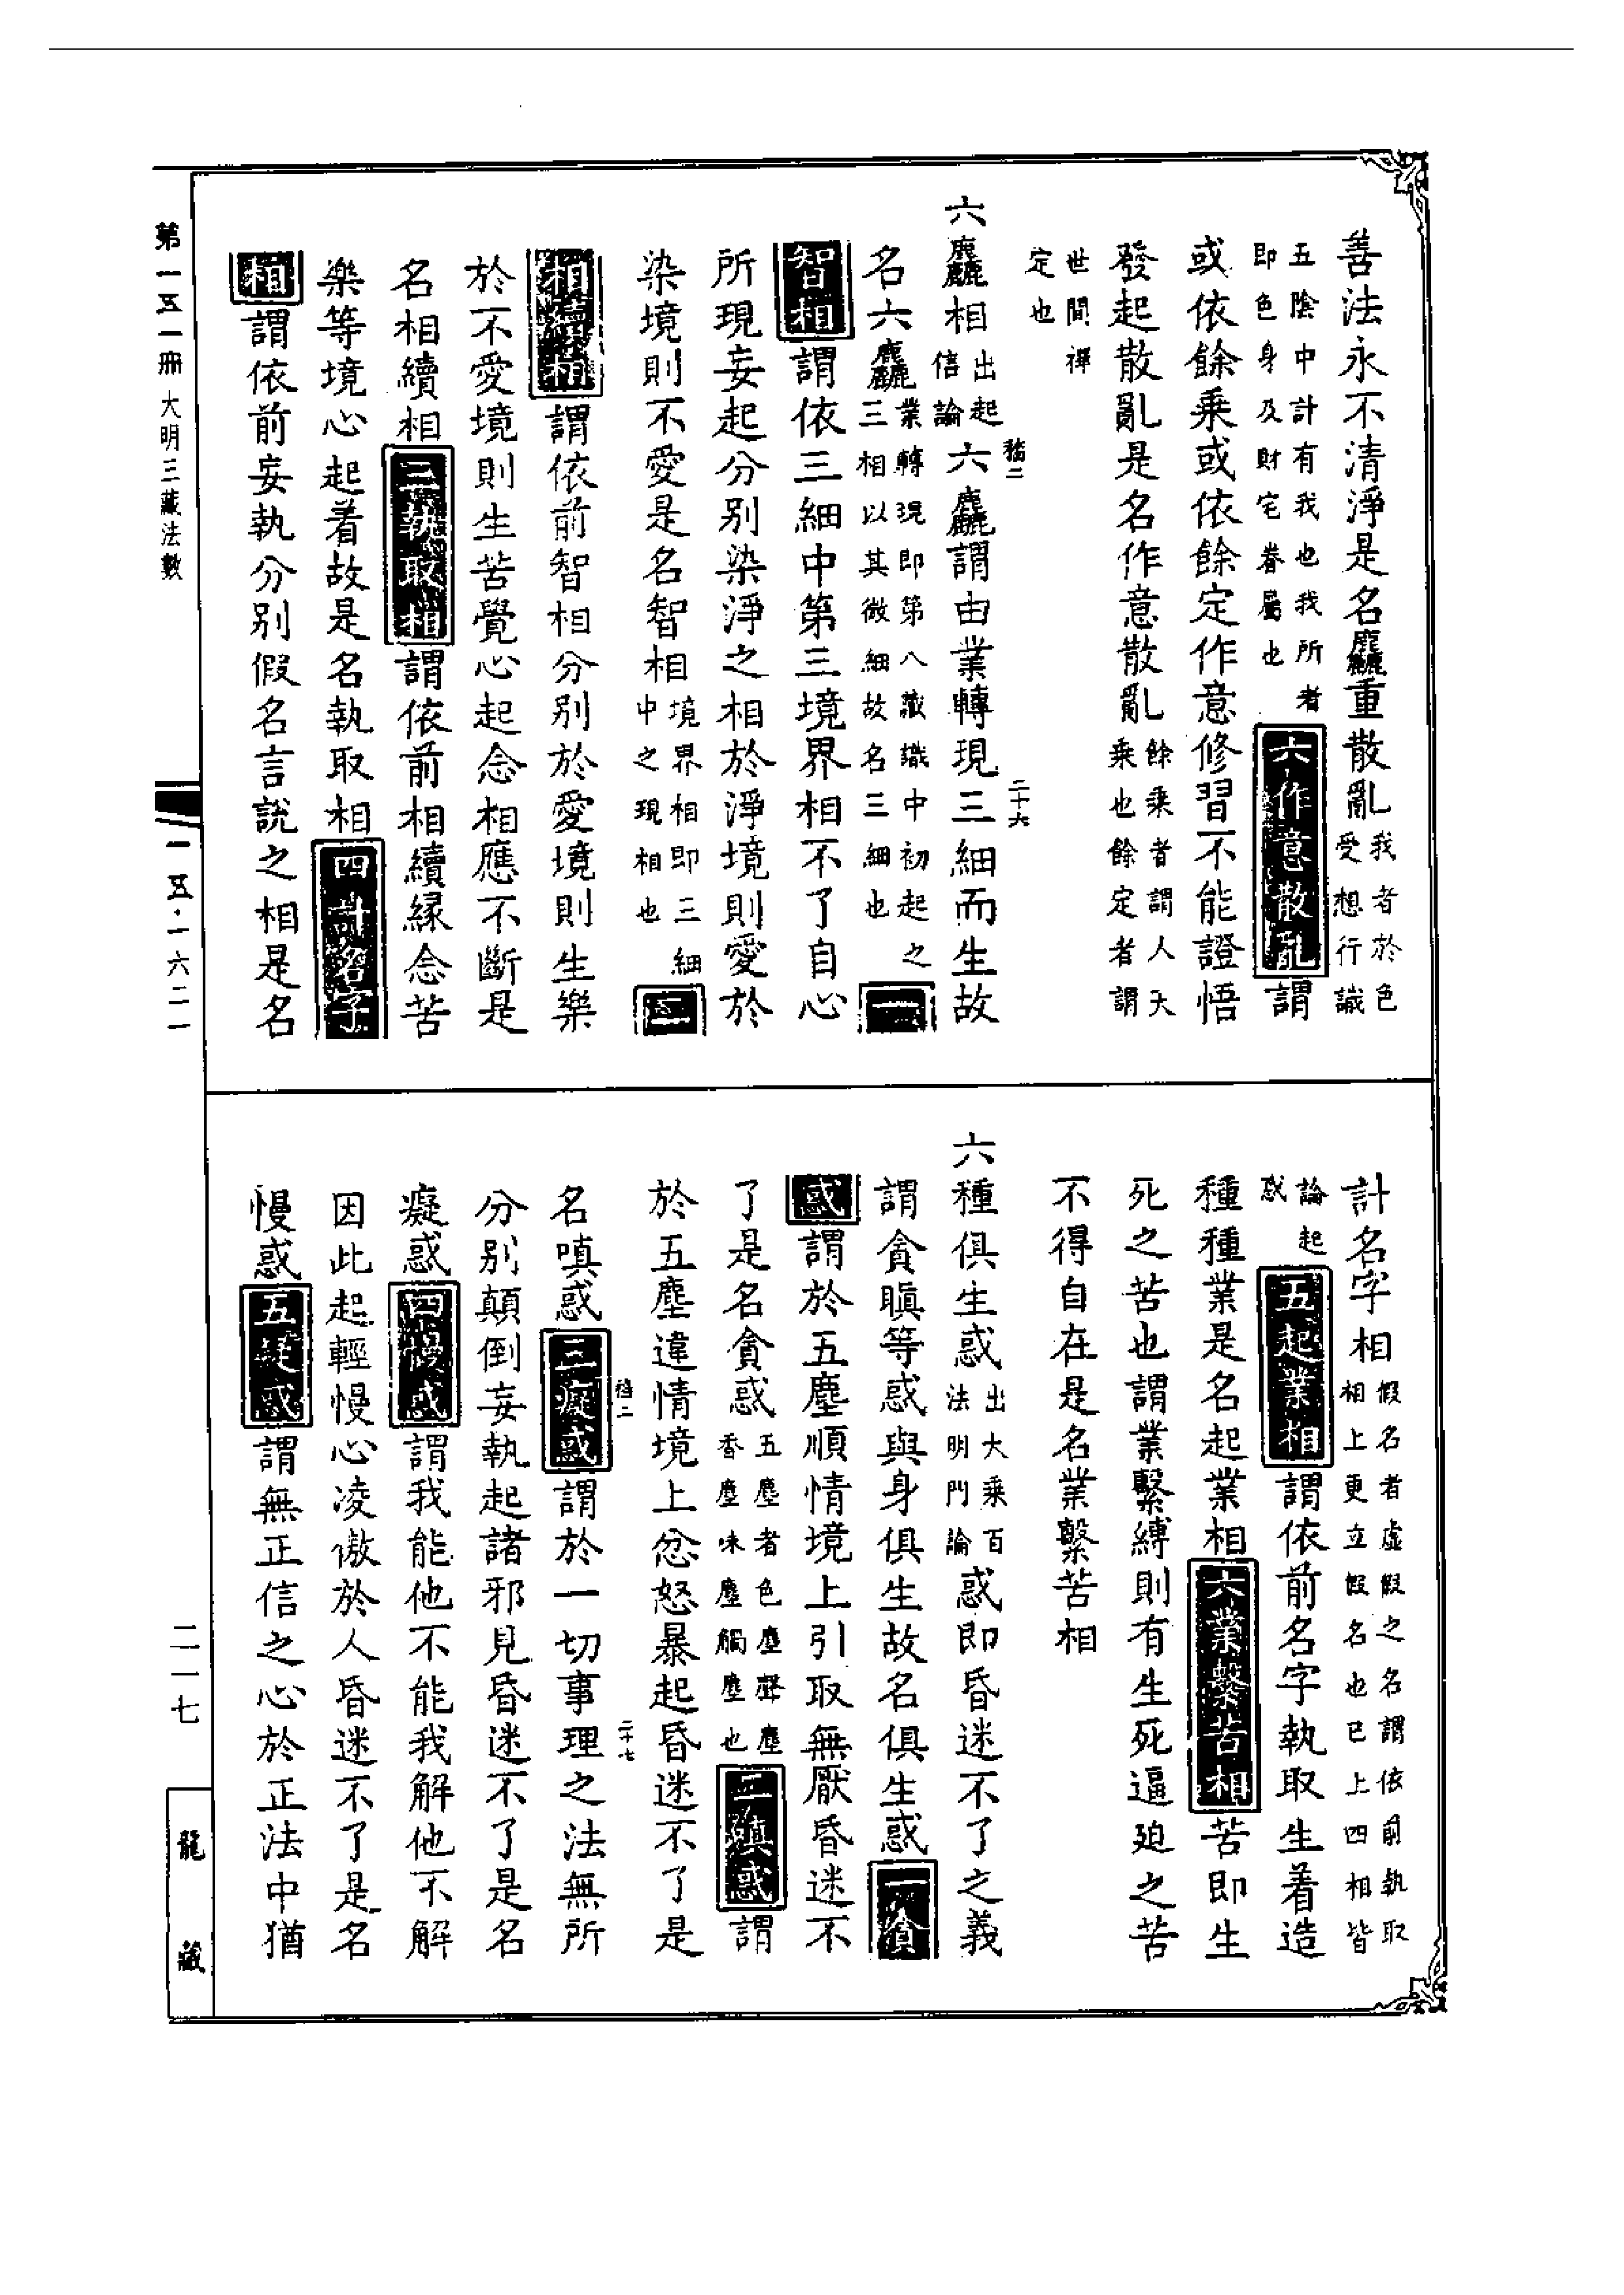 善法永不清淨是名麤重散亂我者於色受想行識
五陰中計有我也我所者即色身及財宅眷屬也六作意散亂謂
或依餘乘或依餘定作意修習不能證悟
發起散亂是名作意散亂餘乘者謂人天乘也餘定者謂
世間禪定也
六麤相出起信論六麤謂由業轉現三細而生故
名六麤業轉現即第八識識中初起之三相以其微細故名三細也一
智相謂依三細中第三境界相不了自心
所現妄起分別染淨之相於淨境則愛於
染境則不愛是名智相境界相即三細中之現相也二
相續相謂依前智相分別於愛境則生樂
於不愛境則生苦覺心起念相應不斷是
名相續相三執取相謂依前相續緣念苦
樂等境心起着故是名執取相四計名字
相謂依前妄執分別假名言說之相是名
計名字相假名者虛假之名謂依前執取相上更立假名也已上四相皆
論起惑五起業相謂依前名字執取生着造
種種業是名起業相六業繫苦相苦即生
死之苦也謂業繫縛則有生死逼迫之苦
不得自在是名業繫苦相
六種俱生惑出大乘百法明門論惑即昏迷不了之義
謂貪瞋等惑與身俱生故名俱生惑一貪
惑謂於五塵順情境上引取無厭昏迷不
了是名貪惑五塵者色塵聲塵香塵味塵觸塵也二嗔惑謂
於五塵違情境上忿怒暴起昏迷不了是
名嗔惑三癡惑謂於一切事理之法無所
分別顛倒妄執起諸邪見昏迷不了是名
癡惑四慢惑謂我能他不能我解他不解
因此起輕慢心凌傲於人昏迷不了是名
慢惑五疑惑謂無正信之心於正法中猶
二十六
二十七
第一五一冊 大明三藏法數
一五·一六二一
二一七
龍藏